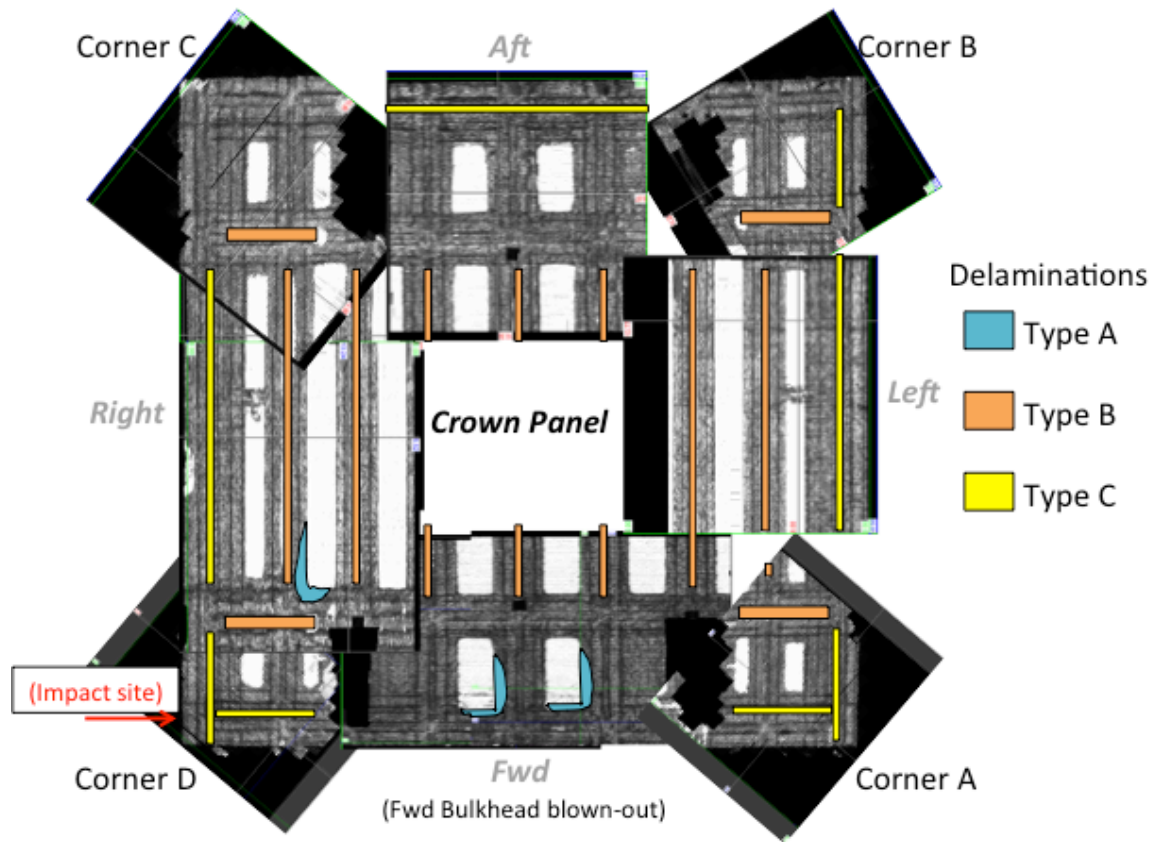 Corner C
Aft
Corner B
Delaminations
Type A
Type B
Type C
Right
Crown Panel
Left
(Impact site)
Corner D
Fwd
Corner A
(Fwd Bulkhead blown-out)